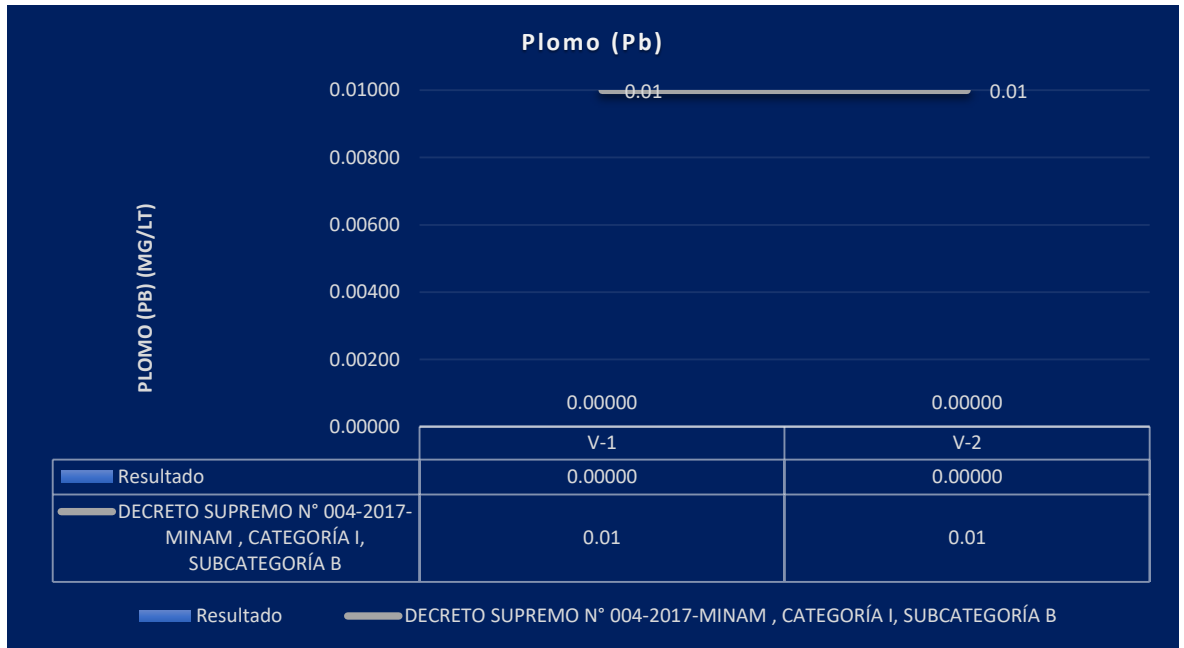 Plomo (Pb)
PLOMO (PB) (MG/LT)
0.01000
0.00800
0.00600
0.00400
0.00200
0.00000
0.01
0.01
0.00000
0.00000
V-1
V-2
Resultado
0.00000
0.00000
DECRETO SUPREMO N° 004-2017-
MINAM , CATEGORÍA I,
SUBCATEGORÍA B
0.01
0.01
Resultado
DECRETO SUPREMO N° 004-2017-MINAM , CATEGORÍA I, SUBCATEGORÍA B